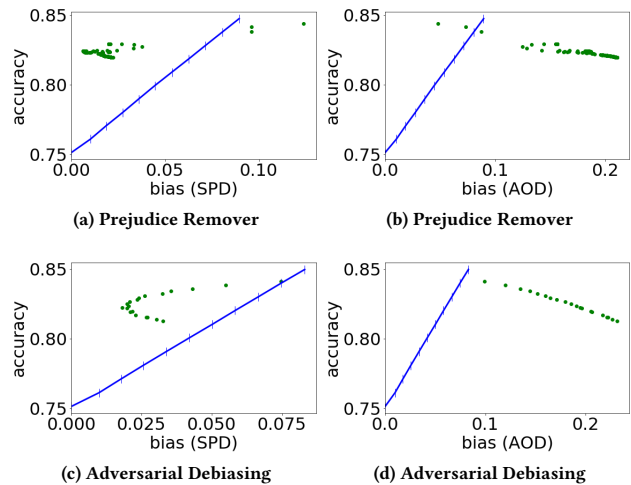 0.85
0.80
0.75
accuracy
0.00
0.05
0.10
bias (SPD)
(a) Prejudice Remover
0.85
0.80
0.75
accuracy
0.0
0.1
0.2
bias (AOD)
(b) Prejudice Remover
0.85
0.80
0.75
accuracy
0.000
0.025
0.050
0.075
bias (SPD)
(c) Adversarial Debiasing
0.85
0.80
0.75
accuracy
0.0
0.1
0.2
bias (AOD)
(d) Adversarial Debiasing